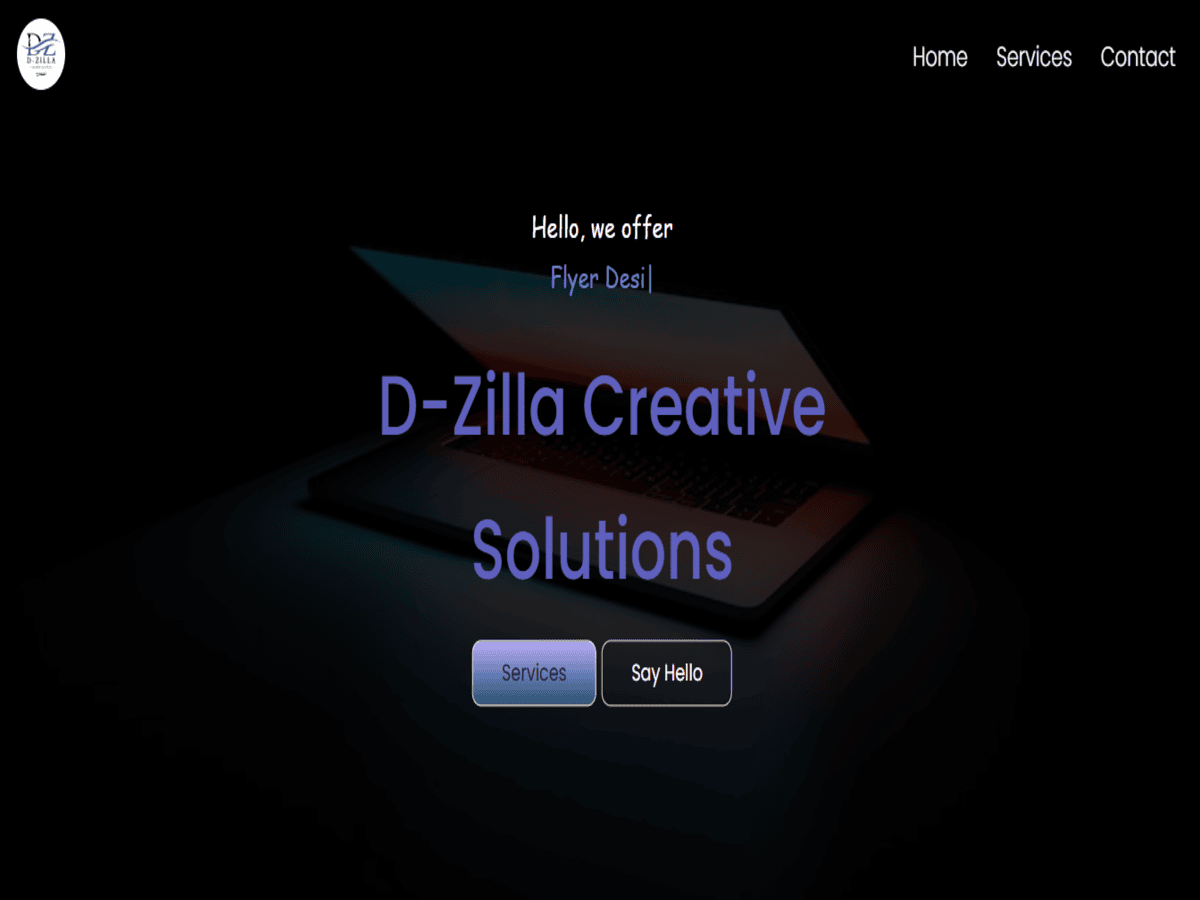 DZ
D-ZILLA
Home Services Contact
Hello, we offer
Flyer Desi|
D-Zilla Creative
Solutions
Services Say Hello